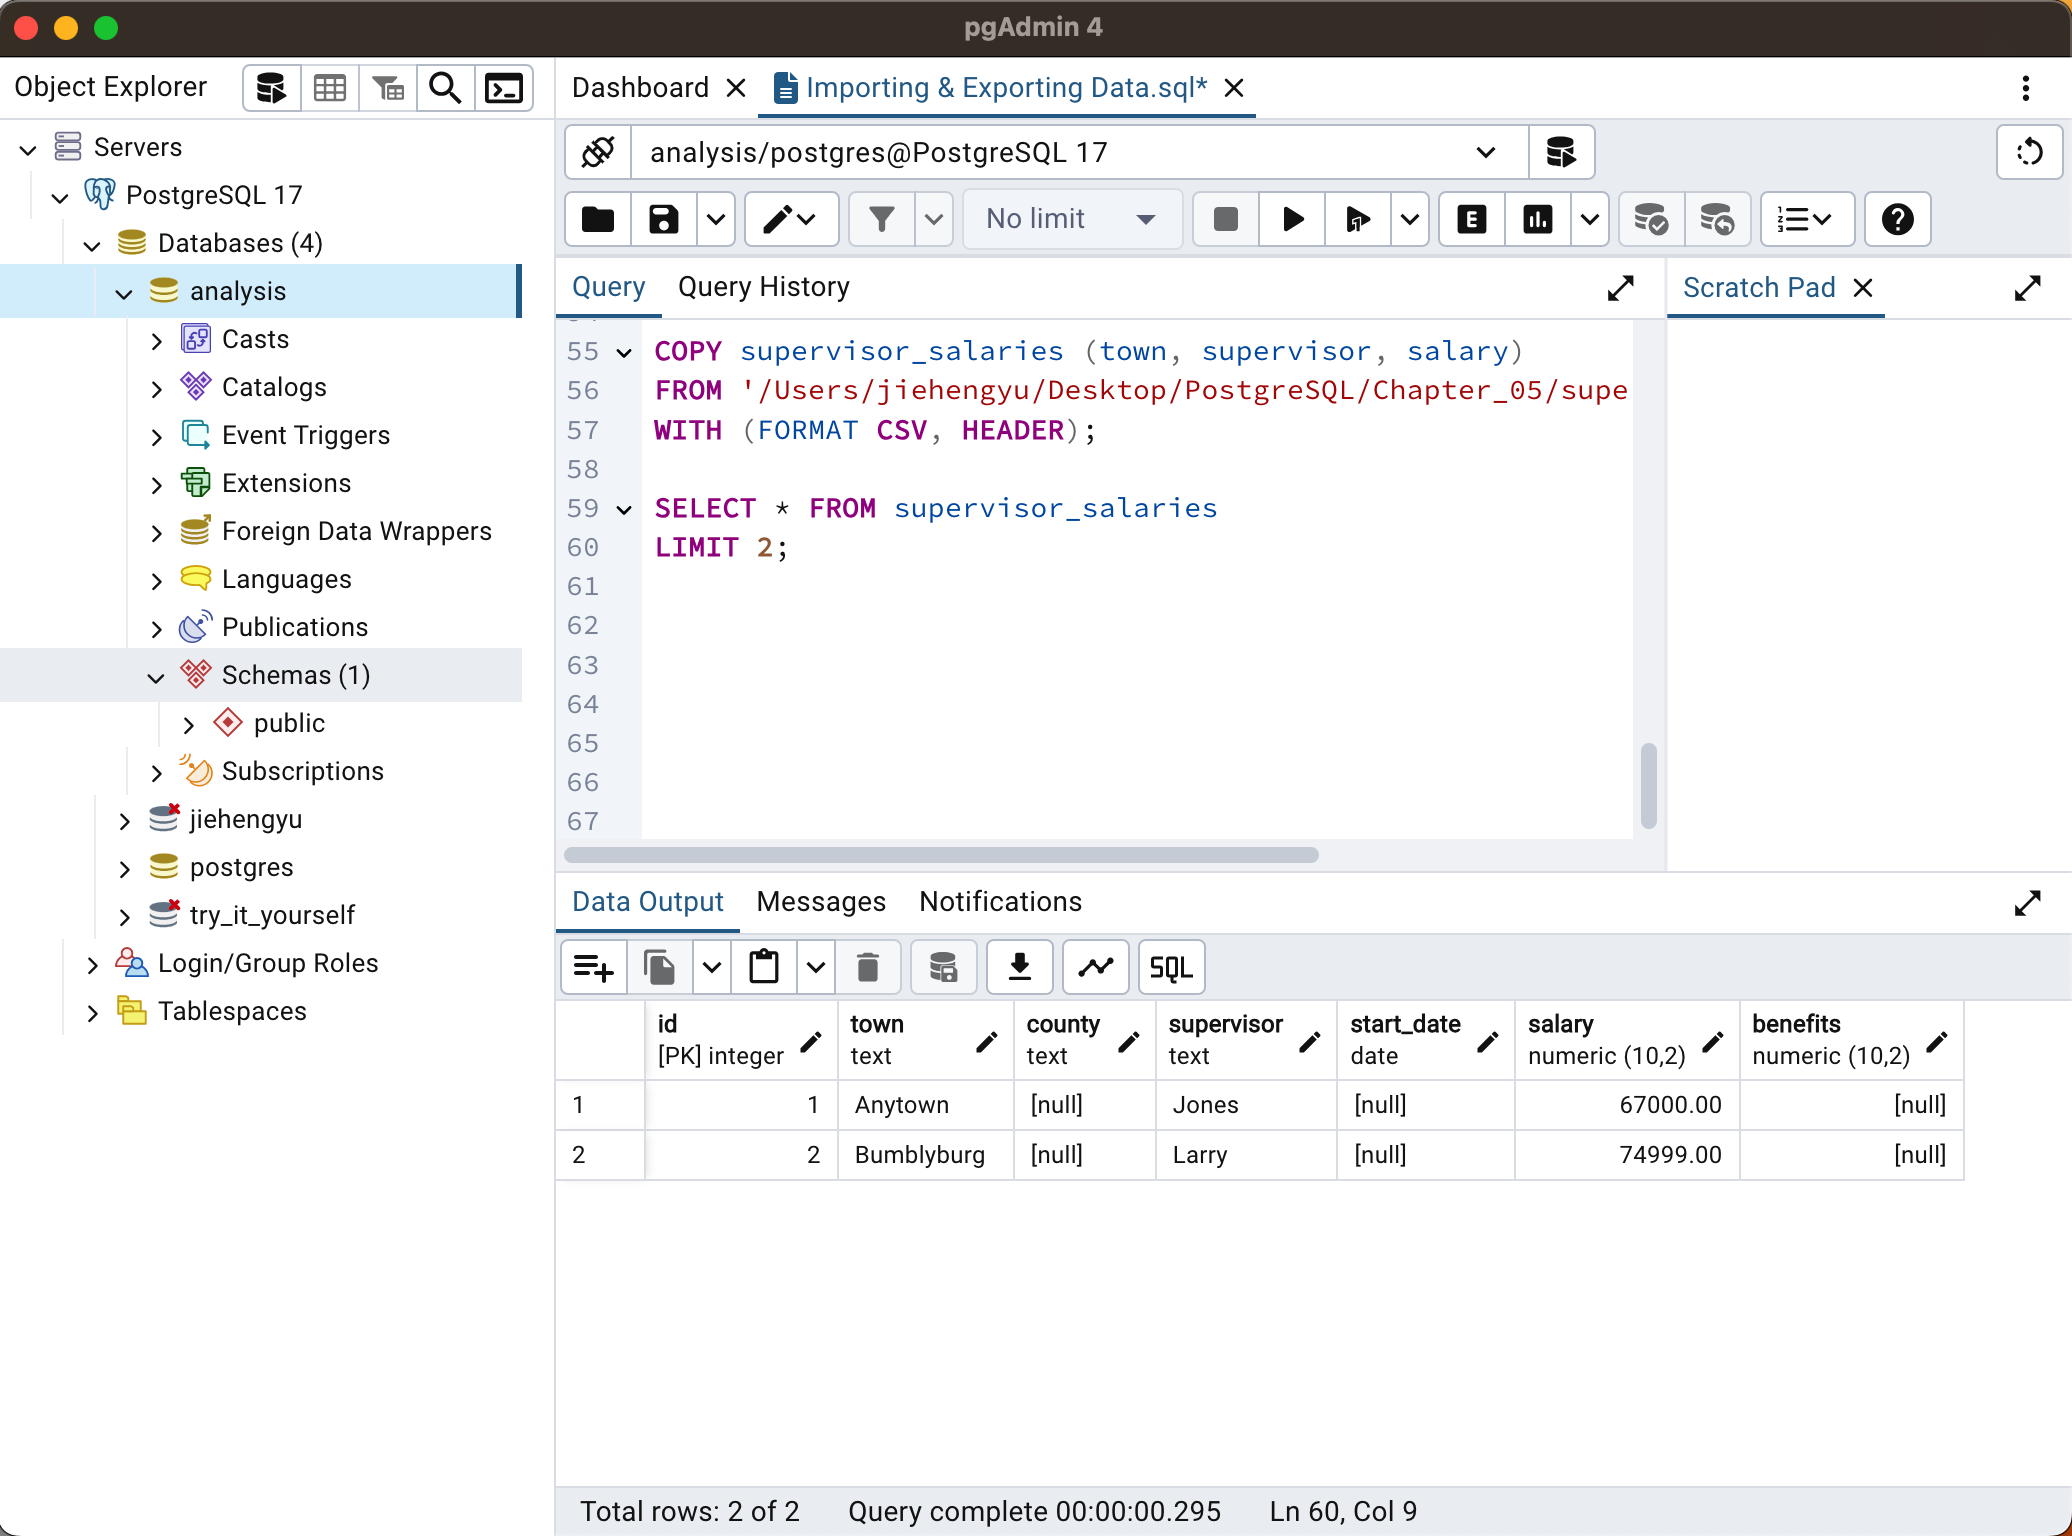 pgAdmin 4
Object Explorer
Servers
PostgreSQL 17
Databases (4)
analysis
Casts
Catalogs
Event Triggers
Extensions
Foreign Data Wrappers
Languages
Publications
Schemas (1)
public
Subscriptions
jiehengyu
postgres
try_it_yourself
Login/Group Roles
Tablespaces
Dashboard
Importing & Exporting Data.sql*
analysis/postgres@PostgreSQL 17
No limit
E
Query Query History
Scratch Pad
55 COPY supervisor_salaries (town, supervisor, salary)
56 FROM '/Users/jiehengyu/Desktop/PostgreSQL/Chapter_05/supe
57 WITH (FORMAT CSV, HEADER);
58
59 SELECT * FROM supervisor_salaries
60 LIMIT 2;
61
62
63
64
65
66
67
Data Output Messages Notifications
SQL
id town county supervisor start_date salary benefits
[PK] integer text text text date numeric (10,2) numeric (10,2)
1 1 Anytown [null] Jones [null] 67000.00 [null]
2 2 Bumblyburg [null] Larry [null] 74999.00 [null]
Total rows: 2 of 2 Query complete 00:00:00.295 Ln 60, Col 9